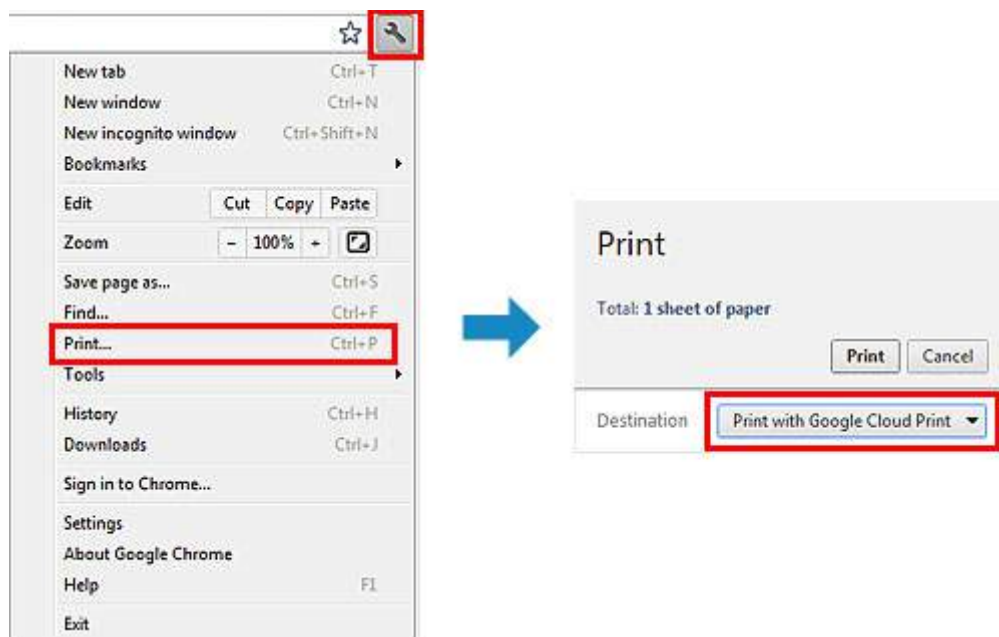 New tab Ctrl+T
New window Ctrl+N
New incognito window Ctrl+Shift+N
Bookmarks
Edit Cut Copy Paste
Zoom - 100% +
Save page as... Ctrl+S
Find... Ctrl+F
Print... Ctrl+P
Tools
History Ctrl+H
Downloads Ctrl+J
Sign in to Chrome...
Settings
About Google Chrome
Help F1
Exit
Print
Total: 1 sheet of paper
Print Cancel
Destination Print with Google Cloud Print